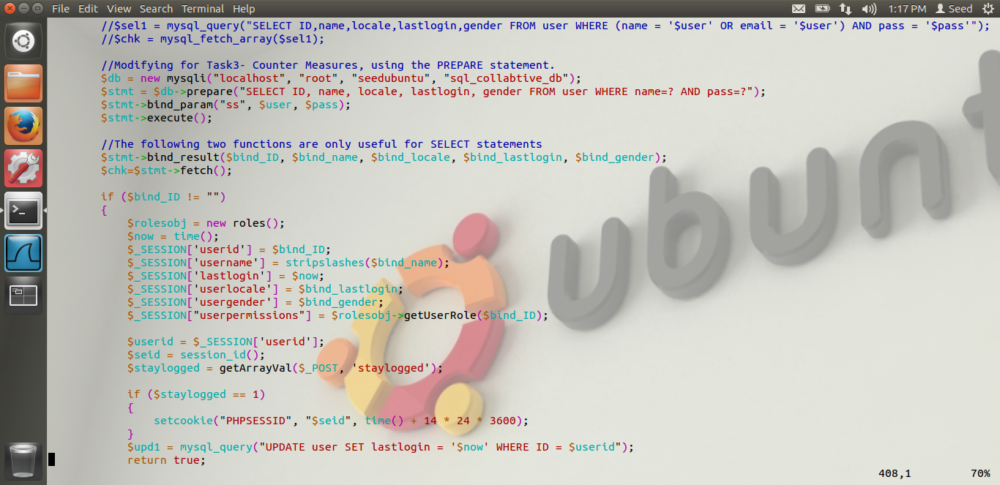 File Edit View Search Terminal Help 1:17 PM Seed
//$sel1 = mysql_query("SELECT ID,name,locale,lastlogin,gender FROM user WHERE (name = '$user' OR email = '$user') AND pass = '$pass'");
//$chk = mysql_fetch_array($sel1);
//Modifying for Task3- Counter Measures, using the PREPARE statement.
$db = new mysqli("localhost", "root", "seedubuntu", "sql_collabtive_db");
$stmt = $db->prepare("SELECT ID, name, locale, lastlogin, gender FROM user WHERE name=? AND pass=?");
$stmt->bind_param("ss", $user, $pass);
$stmt->execute();
//The following two functions are only useful for SELECT statements
$stmt->bind_result($bind_ID, $bind_name, $bind_locale, $bind_lastlogin, $bind_gender);
$chk=$stmt->fetch();
if ($bind_ID != "")
{
$rolesobj = new roles();
$now = time();
$_SESSION['userid'] = $bind_ID;
$_SESSION['username'] = stripslashes($bind_name);
$_SESSION['lastlogin'] = $now;
$_SESSION['userlocale'] = $bind_lastlogin;
$_SESSION['usergender'] = $bind_gender;
$_SESSION["userpermissions"] = $rolesobj->getUserRole($bind_ID);
$userid = $_SESSION['userid'];
$seid = session_id();
$staylogged = getArrayVal($_POST, 'staylogged');
if ($staylogged == 1)
{
setcookie("PHPSESSID", "$seid", time() + 14 * 24 * 3600);
}
$upd1 = mysql_query("UPDATE user SET lastlogin = '$now' WHERE ID = $userid");
return true;
408,1 70%
ubunt